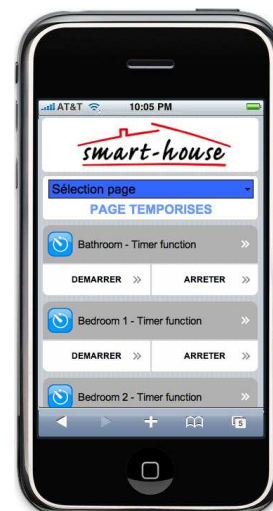 AT&T 10:05 PM
smart-house
Sélection page
PAGE TEMPORISES
Bathroom - Timer function
DEMARRER ARRETER
Bedroom 1 - Timer function
DEMARRER ARRETER
Bedroom 2 - Timer function
5